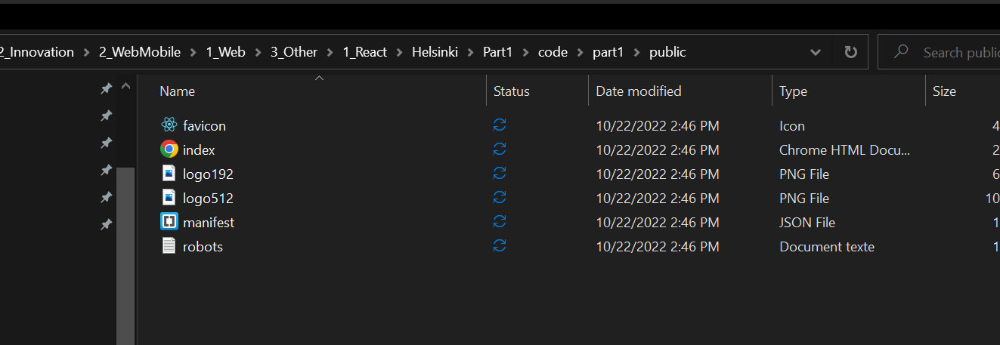 2_Innovation > 2_WebMobile > 1_Web > 3_Other > 1_React > Helsinki > Part1 > code > part1 > public
Search public
Name Status Date modified Type Size
favicon 10/22/2022 2:46 PM Icon 4
index 10/22/2022 2:46 PM Chrome HTML Docu... 2
logo192 10/22/2022 2:46 PM PNG File 6
logo512 10/22/2022 2:46 PM PNG File 10
manifest 10/22/2022 2:46 PM JSON File 1
robots 10/22/2022 2:46 PM Document texte 1